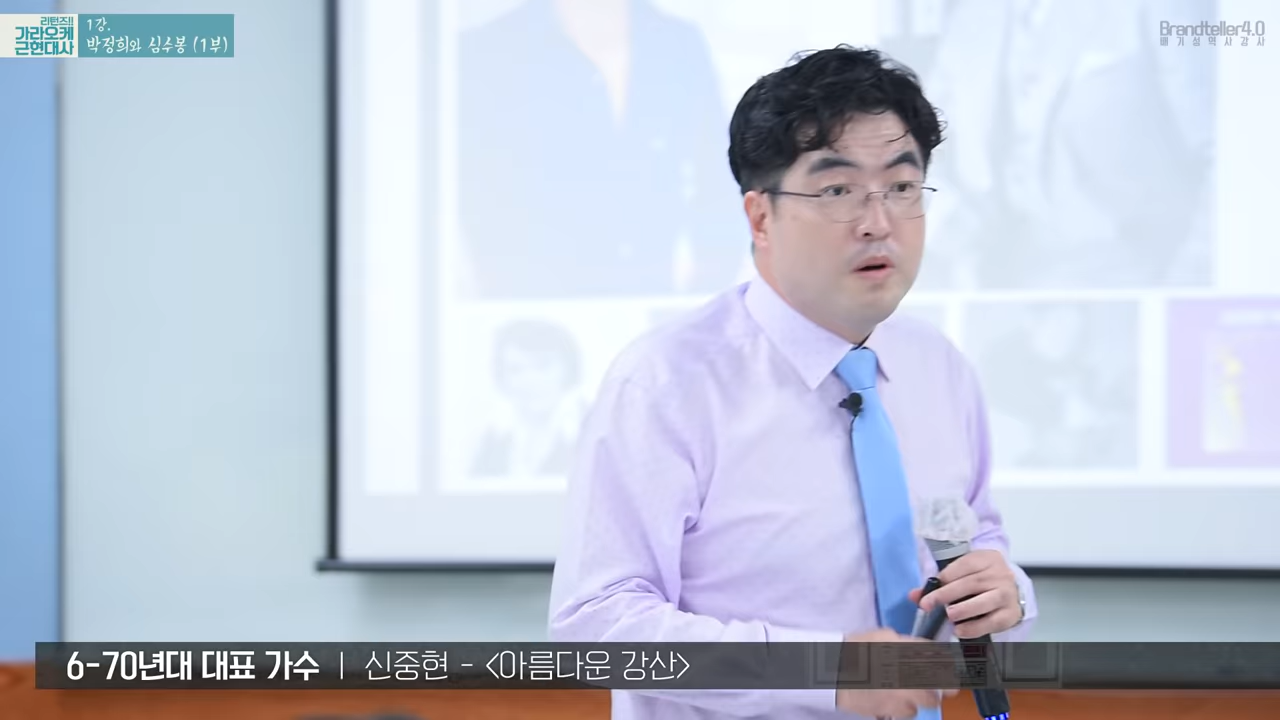 리턴즈!!
가라오케
근현대사
1강.
박정희와 심수봉 (1부)
Brandteller4.0
배기성역사강사
6-70년대 대표 가수 | 신중현 - <아름다운 강산>